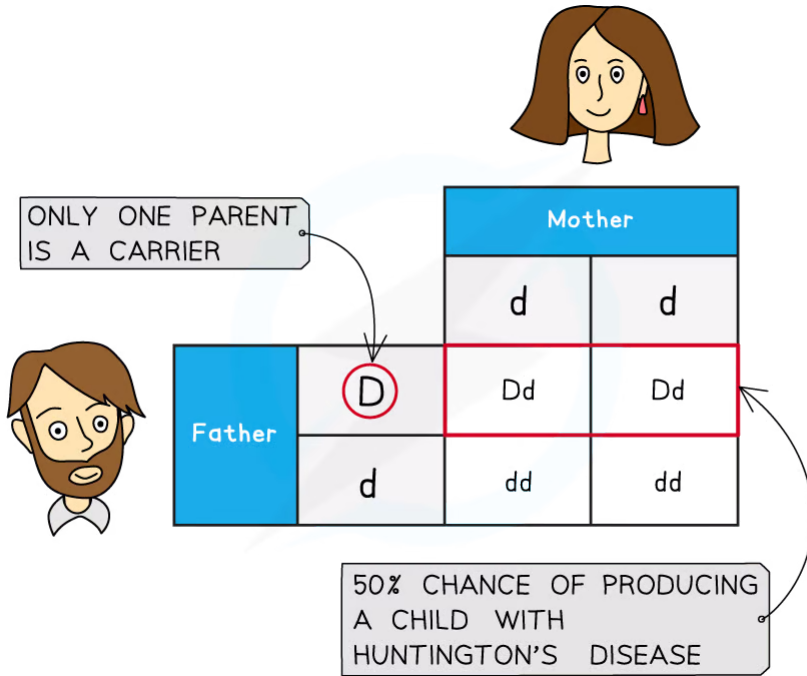 ONLY ONE PARENT
IS A CARRIER
Mother
d d
Father
D Dd Dd
d dd dd
50% CHANCE OF PRODUCING
A CHILD WITH
HUNTINGTON'S DISEASE